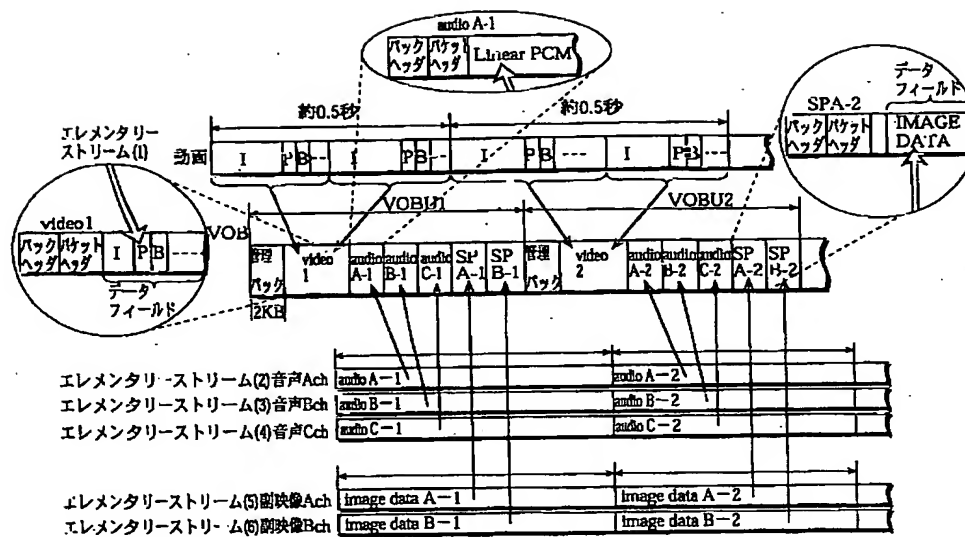 audio A-1
パック ヘッダ
パケット ヘッダ
Linear PCM
データ フィールド
SPA-2
パック ヘッダ
パケット ヘッダ
IMAGE DATA
約0.5秒
約0.5秒
エレメンタリー ストリーム(1)
動画
I
P
B
I
P
B
I
P
B
I
P
B
video1
パック ヘッダ
パケット ヘッダ
I
P
B
データ フィールド
VOB
VOBU1
VOBU2
管理 パック
video 1
audio A-1
audio B-1
audio C-1
SP A-1
SP B-1
管理 パック
video 2
audio A-2
audio B-2
audio C-2
SP A-2
SP B-2
2KB
エレメンタリーストリーム(2)音声Ach
audio A-1
audio A-2
エレメンタリーストリーム(3)音声Bch
audio B-1
audio B-2
エレメンタリーストリーム(4)音声Cch
audio C-1
audio C-2
エレメンタリーストリーム(5)副映像Ach
image data A-1
image data A-2
エレメンタリーストリーム(6)副映像Bch
image data B-1
image data B-2